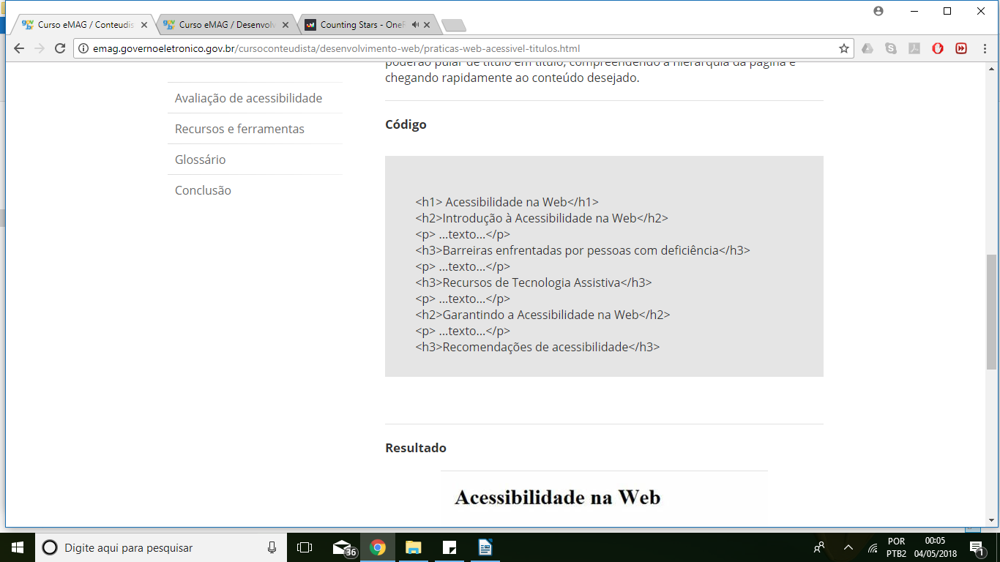 Curso eMAG / Conteudis
Curso eMAG / Desenvolv
Counting Stars - OneR
emag.governoeletronico.gov.br/cursoconteudista/desenvolvimento-web/praticas-web-acessivel-titulos.html
Avaliação de acessibilidade
Recursos e ferramentas
Glossário
Conclusão
poderão pular de título em título, compreendendo a hierarquia da página e
chegando rapidamente ao conteúdo desejado.
Código
<h1> Acessibilidade na Web</h1>
<h2>Introdução à Acessibilidade na Web</h2>
<p> ...texto...</p>
<h3>Barreiras enfrentadas por pessoas com deficiência</h3>
<p> ...texto...</p>
<h3>Recursos de Tecnologia Assistiva</h3>
<p> ...texto...</p>
<h2>Garantindo a Acessibilidade na Web</h2>
<p> ...texto...</p>
<h3>Recomendações de acessibilidade</h3>
Resultado
Acessibilidade na Web
Digite aqui para pesquisar
36
POR
PTB2
00:05
04/05/2018
1